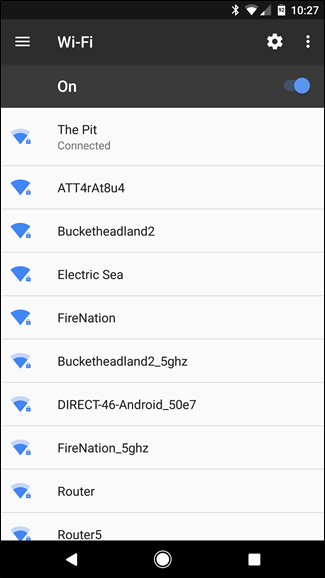 10:27
Wi-Fi
On
The Pit
Connected
ATT4rAt8u4
Bucketheadland2
Electric Sea
FireNation
Bucketheadland2_5ghz
DIRECT-46-Android_50e7
FireNation_5ghz
Router
Router5